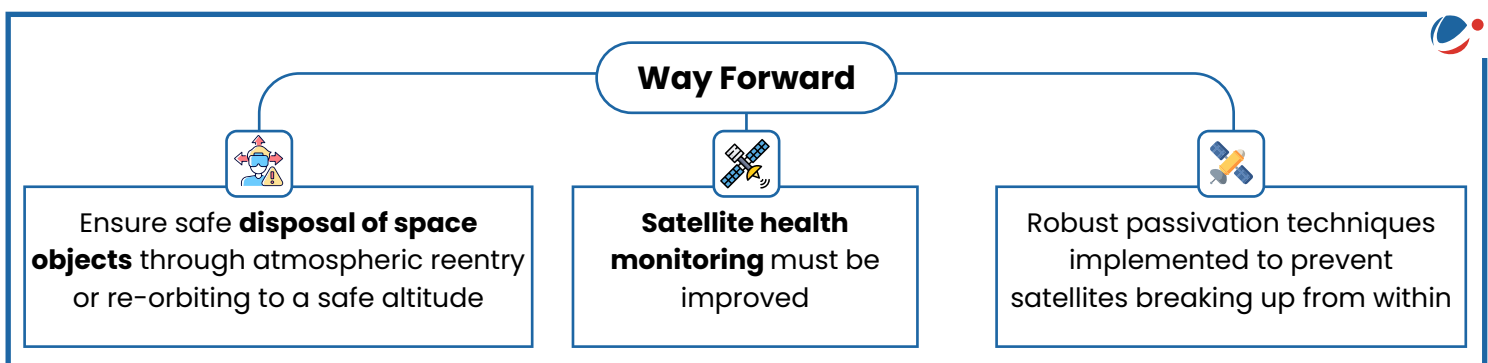 Way Forward
Ensure safe disposal of space
objects through atmospheric reentry
or re-orbiting to a safe altitude
Satellite health
monitoring must be
improved
Robust passivation techniques
implemented to prevent
satellites breaking up from within